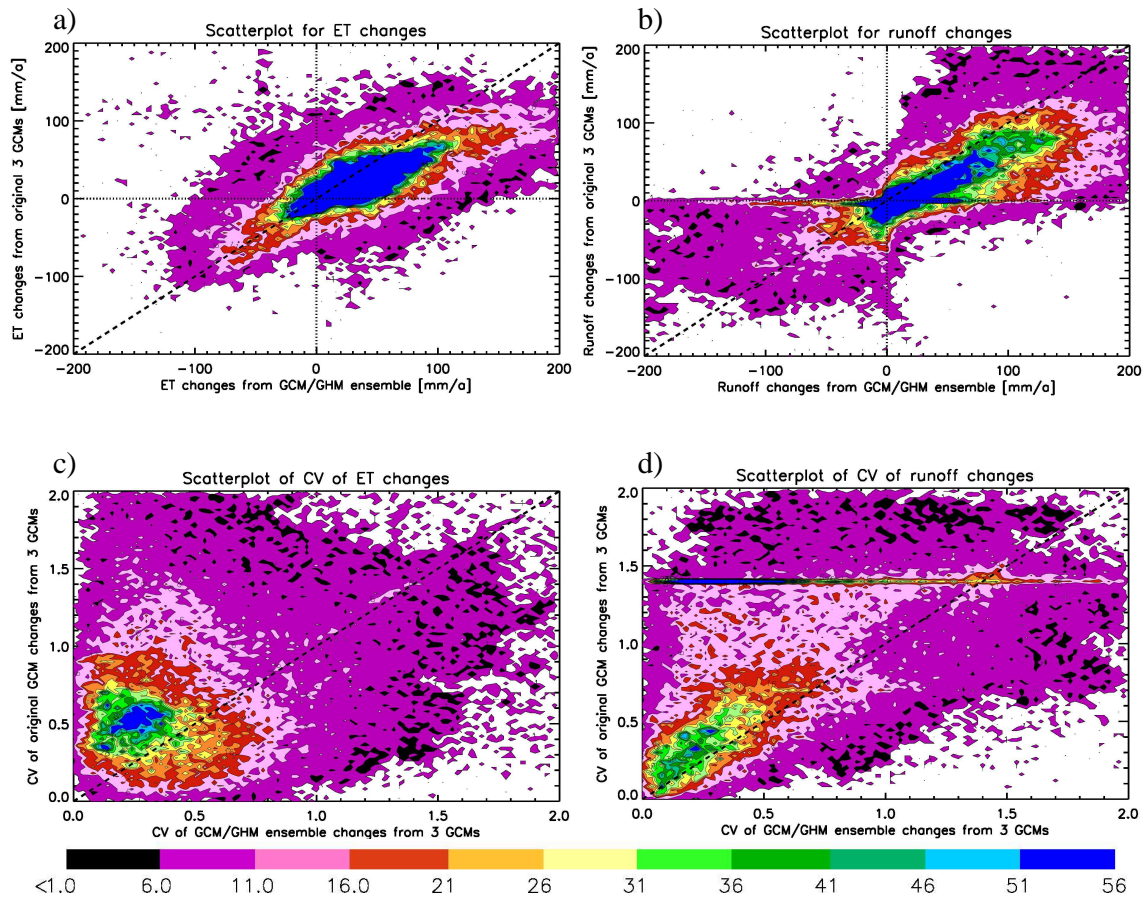 a)
Scatterplot for ET changes
ET changes from original 3 GCMs [mm/a]
200
100
0
−100
−200
−200 −100 0 100 200
ET changes from GCM/GHM ensemble [mm/a]
b)
Scatterplot for runoff changes
Runoff changes from original 3 GCMs [mm/a]
200
100
0
−100
−200
−200 −100 0 100 200
Runoff changes from GCM/GHM ensemble [mm/a]
c)
Scatterplot of CV of ET changes
CV of original GCM changes from 3 GCMs
2.0
1.5
1.0
0.5
0.0
0.0 0.5 1.0 1.5 2.0
CV of GCM/GHM ensemble changes from 3 GCMs
d)
Scatterplot of CV of runoff changes
CV of original GCM changes from 3 GCMs
2.0
1.5
1.0
0.5
0.0
0.0 0.5 1.0 1.5 2.0
CV of GCM/GHM ensemble changes from 3 GCMs
<1.0 6.0 11.0 16.0 21 26 31 36 41 46 51 56